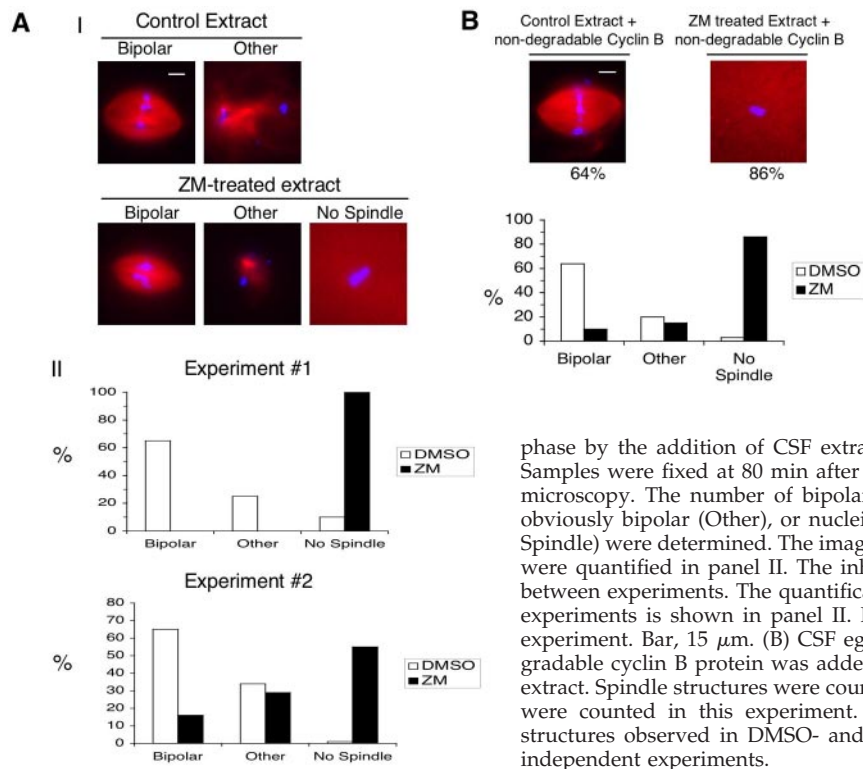 A
I
Control Extract
Bipolar
Other
ZM-treated extract
Bipolar
Other
No Spindle
II
Experiment #1
100
80
60
40
20
0
%
DMSO
ZM
Bipolar
Other
No Spindle
Experiment #2
80
70
60
50
40
30
20
10
0
%
DMSO
ZM
Bipolar
Other
No Spindle
B
Control Extract +
non-degradable Cyclin B
ZM treated Extract +
non-degradable Cyclin B
64%
86%
100
80
60
40
20
0
%
DMSO
ZM
Bipolar
Other
No
Spindle
phase by the addition of CSF extra
Samples were fixed at 80 min after
microscopy. The number of bipolar
obviously bipolar (Other), or nuclei
Spindle) were determined. The imag
were quantified in panel II. The inh
between experiments. The quantifica
experiments is shown in panel II.
experiment. Bar, 15 μm. (B) CSF eg
gradable cyclin B protein was adde
extract. Spindle structures were cour
were counted in this experiment.
structures observed in DMSO- and
independent experiments.